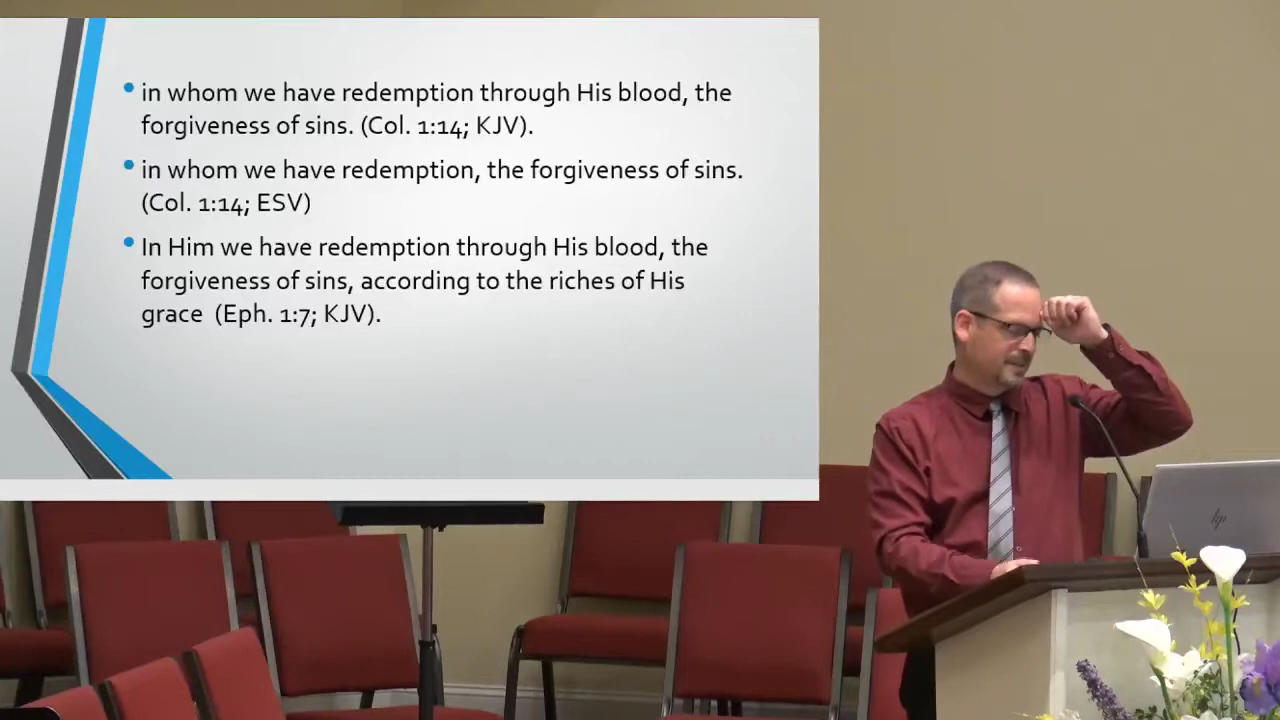 in whom we have redemption through His blood, the
forgiveness of sins. (Col. 1:14; KJV).
in whom we have redemption, the forgiveness of sins.
(Col. 1:14; ESV)
In Him we have redemption through His blood, the
forgiveness of sins, according to the riches of His
grace (Eph. 1:7; KJV).
hp